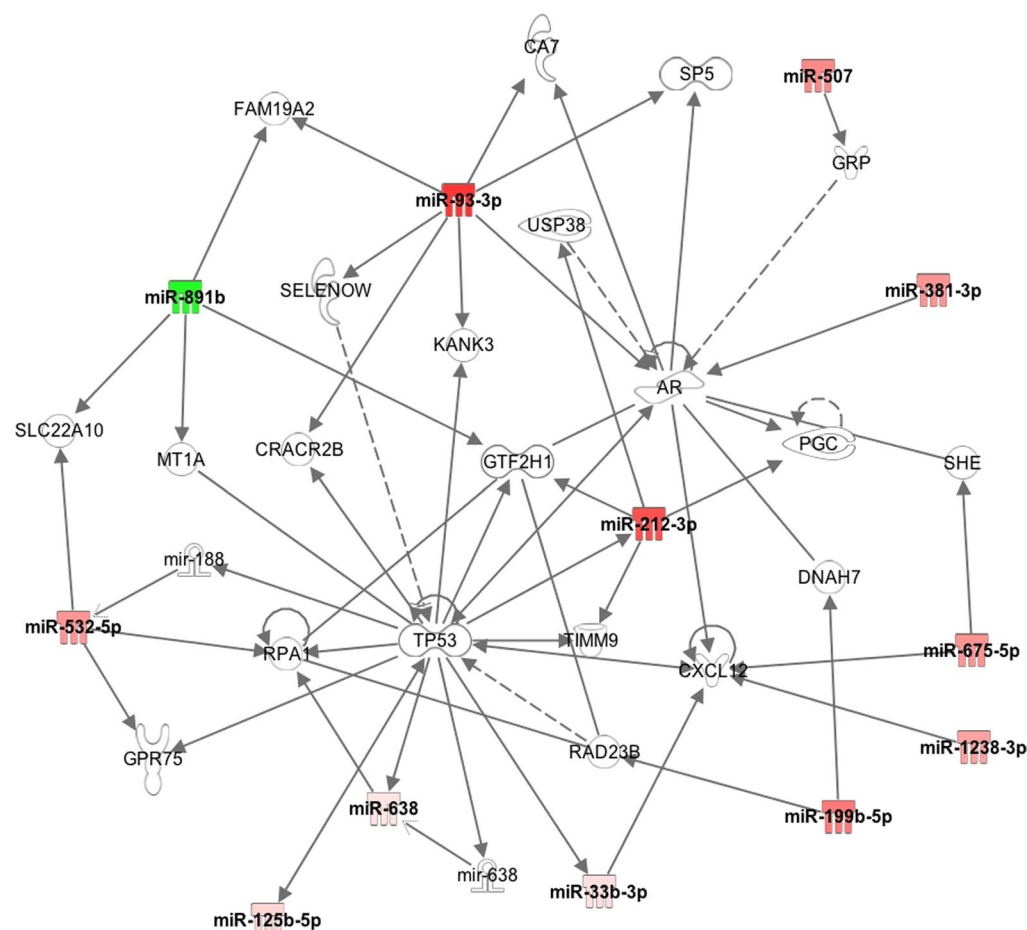 CA7
SP5
miR-507
FAM19A2
GRP
miR-93-3p
USP38
SELENOW
miR-891b
miR-381-3p
KANK3
AR
SLC22A10
MT1A
CRACR2B
GTF2H1
PGC
SHE
miR-212-3p
mir-188
DNAH7
miR-532-5p
RPA1
TP53
TIMM9
CXCL12
miR-675-5p
GPR75
RAD23B
miR-1238-3p
miR-638
miR-199b-5p
mir-638
miR-33b-3p
miR-125b-5p